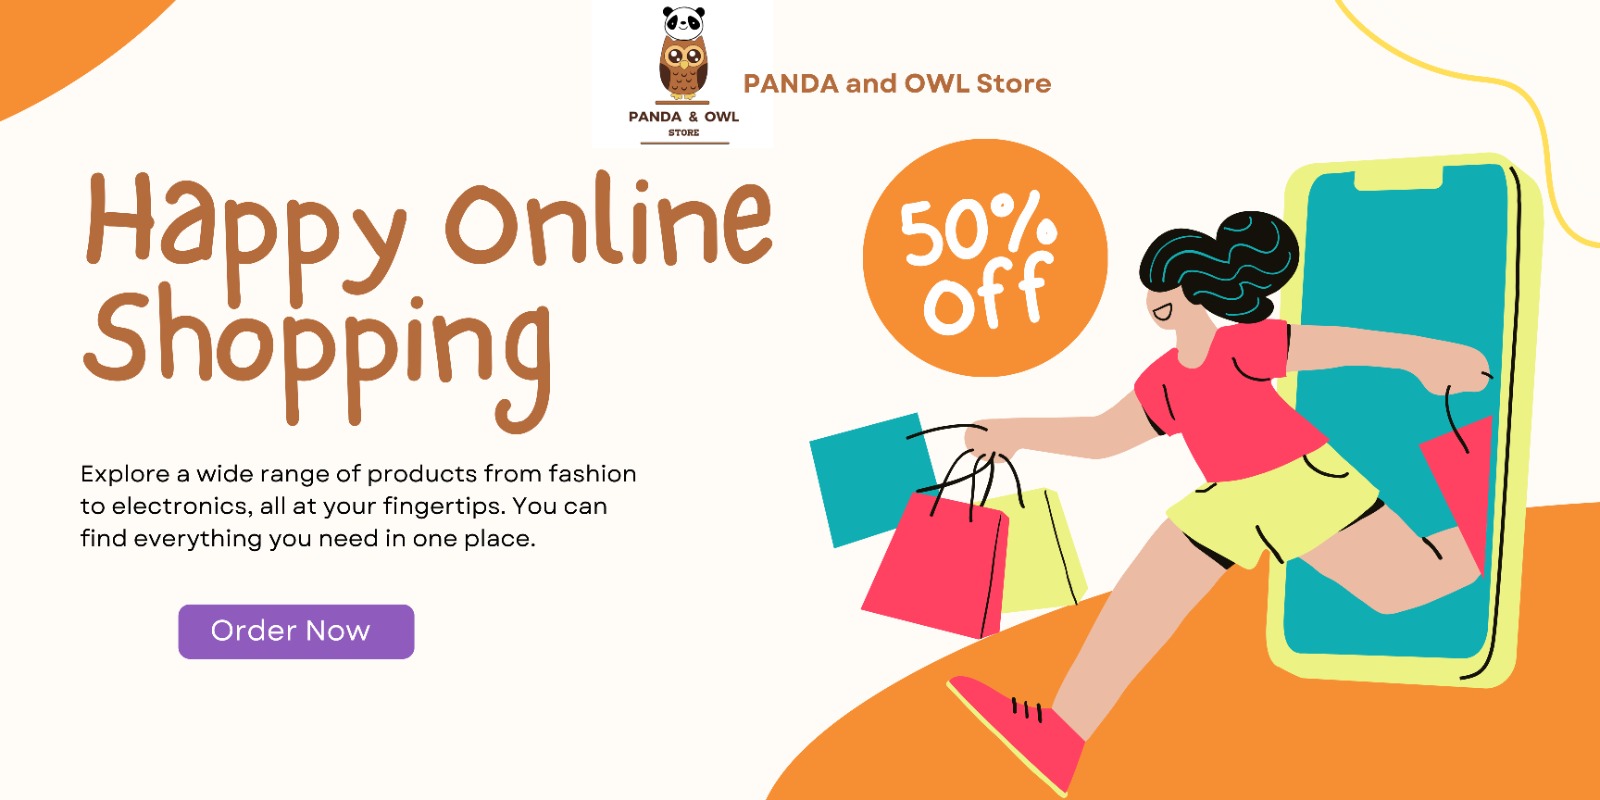 PANDA & OWL
STORE
PANDA and OWL Store
Happy Online
Shopping
50%
Off
Explore a wide range of products from fashion
to electronics, all at your fingertips. You can
find everything you need in one place.
Order Now